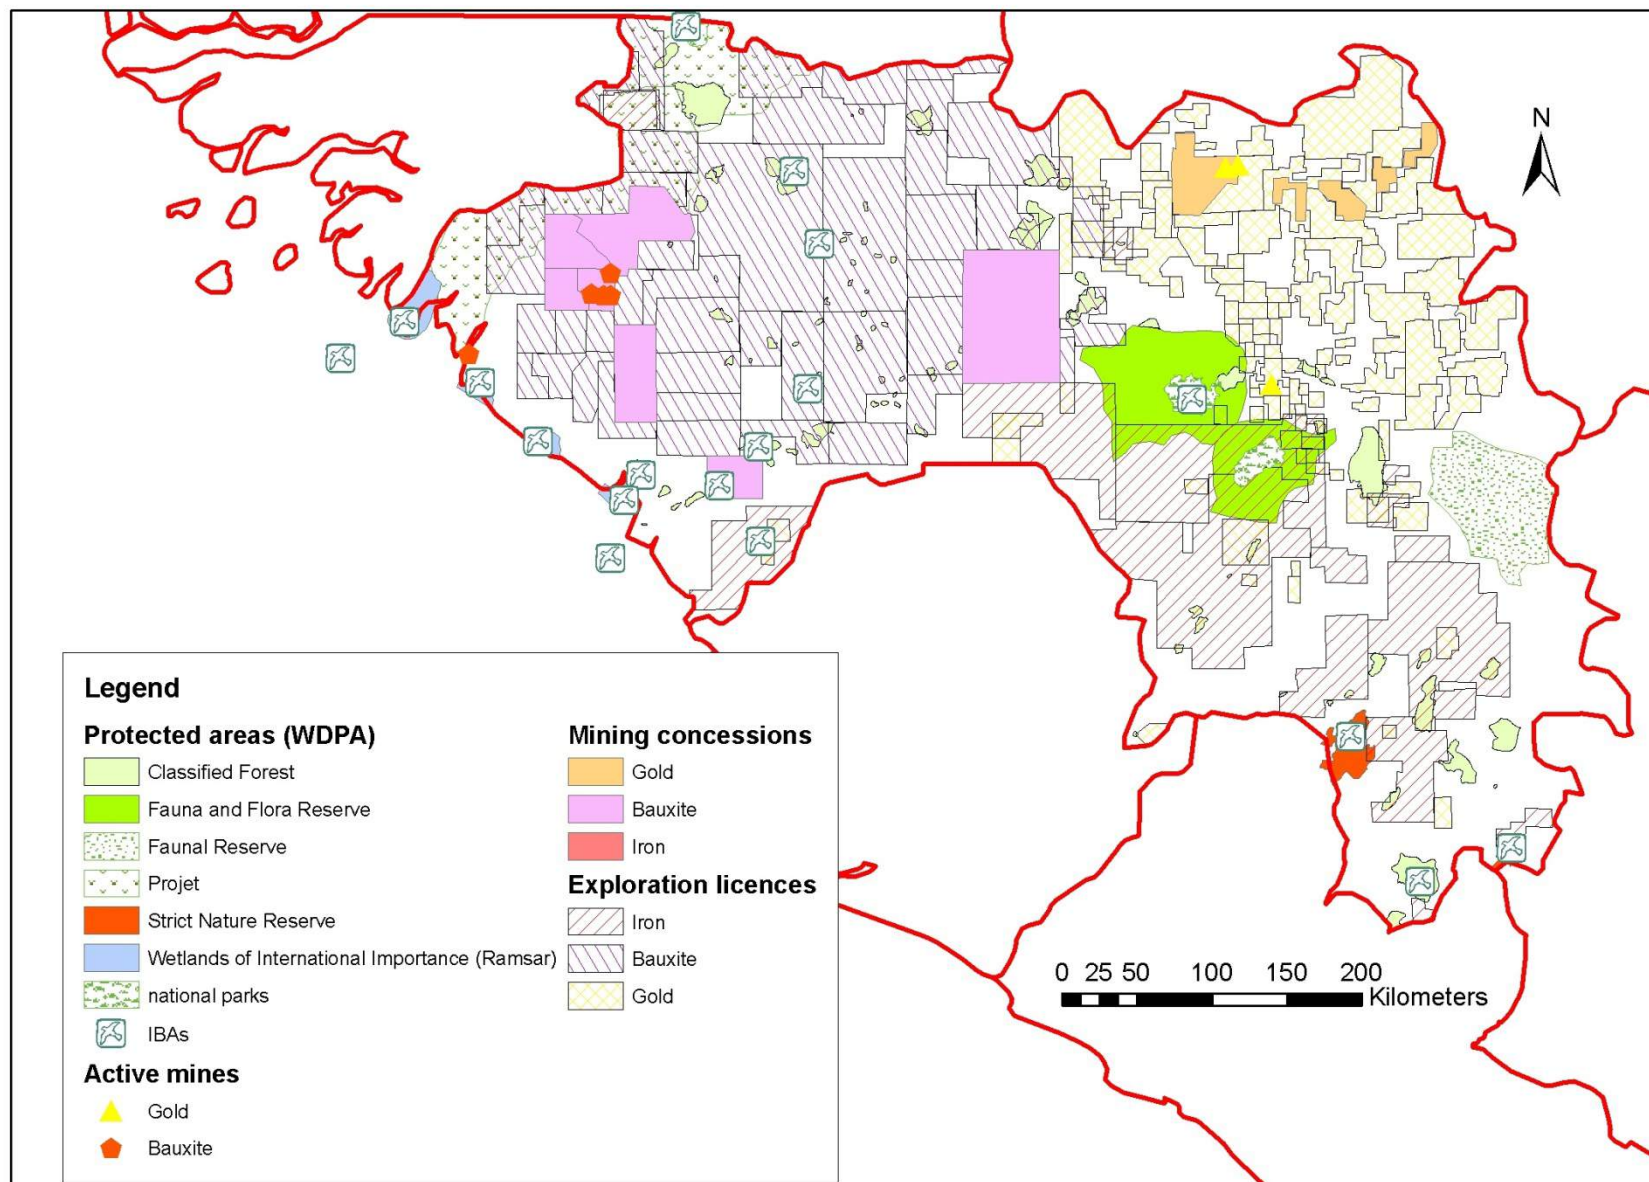 N
Legend
Protected areas (WDPA)
Classified Forest
Fauna and Flora Reserve
Faunal Reserve
Projet
Strict Nature Reserve
Wetlands of International Importance (Ramsar)
national parks
IBAs
Active mines
Gold
Bauxite
Mining concessions
Gold
Bauxite
Iron
Exploration licences
Iron
Bauxite
Gold
0 25 50 100 150 200
Kilometers